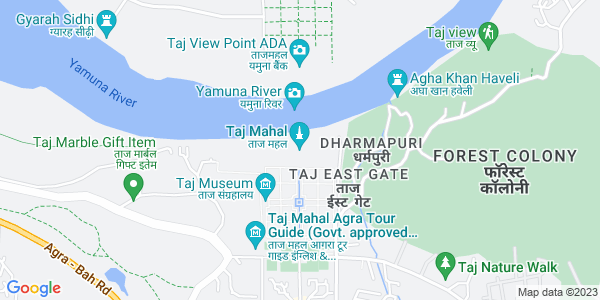 Gyarah Sidhi
ग्यारह सीढ़ी
Taj View Point ADA
ताजमहल
यमुना बैंक
Taj view
ताज व्यू
Yamuna River
Yamuna River
यमुना रिवर
Agha Khan Haveli
अघा खान हवेली
Taj Mahal
ताज महल
Taj Marble Gift Item
ताज मार्बल
गिफ्ट इतेम
DHARMAPURI
धर्मपुरी
FOREST COLONY
फॉरेस्ट
कॉलोनी
TAJ EAST GATE
ताज
ईस्ट गेट
Taj Museum
ताज संग्रहालय
Taj Mahal Agra Tour
Guide (Govt. approved...
ताज महल आगरा टूर
गाइड इंग्लिश &...
Agra - Bah Rd
Taj Nature Walk
Google
Map data ©2023